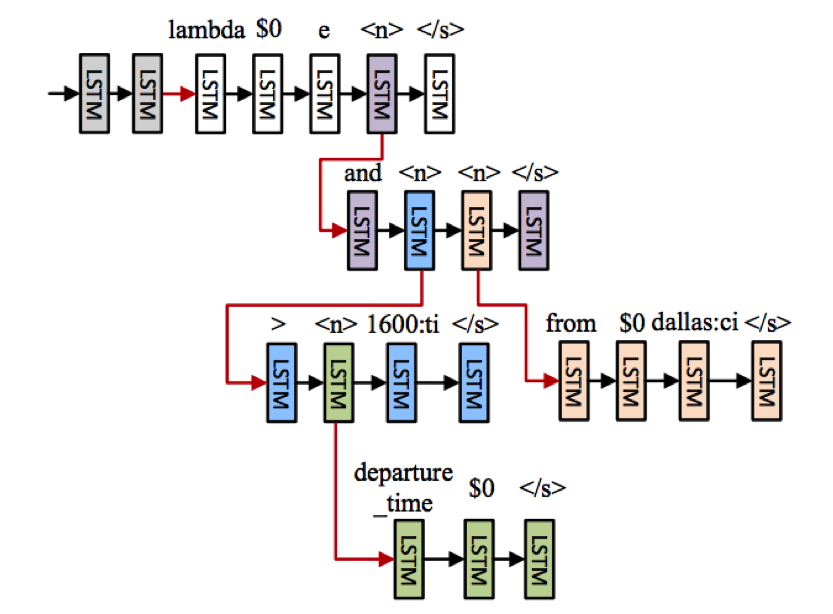 lambda $0 e <n> </s>
LSTM LSTM LSTM LSTM LSTM LSTM LSTM
and <n> <n> </s>
LSTM LSTM LSTM LSTM
> <n> 1600:ti </s> from $0 dallas:ci </s>
LSTM LSTM LSTM LSTM LSTM LSTM LSTM LSTM
departure
_time $0 </s>
LSTM LSTM LSTM